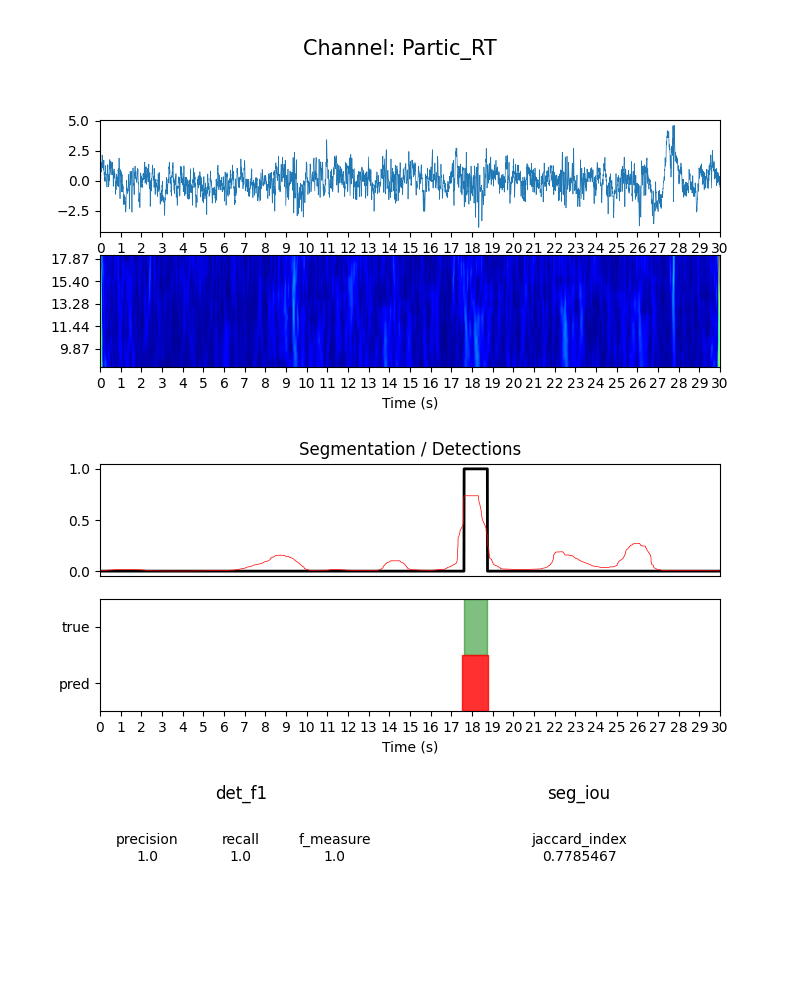 Channel: Partic_RT
5.0
2.5
0.0
−2.5
0 1 2 3 4 5 6 7 8 9 10 11 12 13 14 15 16 17 18 19 20 21 22 23 24 25 26 27 28 29 30
17.87
15.40
13.28
11.44
9.87
0 1 2 3 4 5 6 7 8 9 10 11 12 13 14 15 16 17 18 19 20 21 22 23 24 25 26 27 28 29 30
Time (s)
Segmentation / Detections
1.0
0.5
0.0
true
pred
0 1 2 3 4 5 6 7 8 9 10 11 12 13 14 15 16 17 18 19 20 21 22 23 24 25 26 27 28 29 30
Time (s)
det_f1 seg_iou
precision recall f_measure jaccard_index
1.0 1.0 1.0 0.7785467